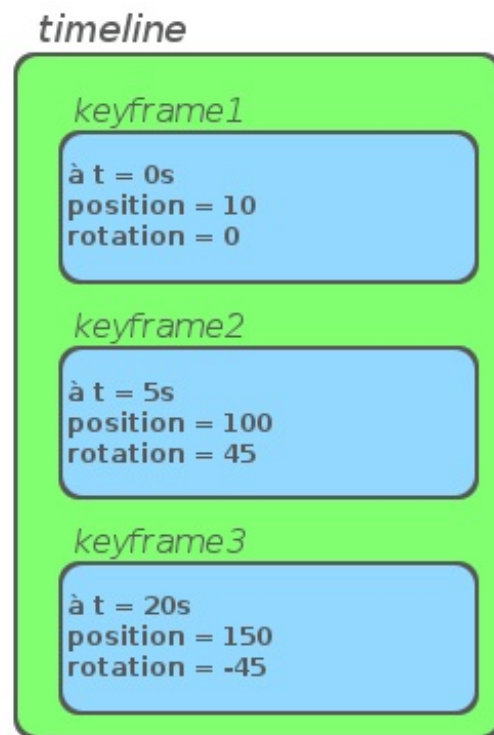 timeline
keyframe1
à t = 0s
position = 10
rotation = 0
keyframe2
à t = 5s
position = 100
rotation = 45
keyframe3
à t = 20s
position = 150
rotation = -45